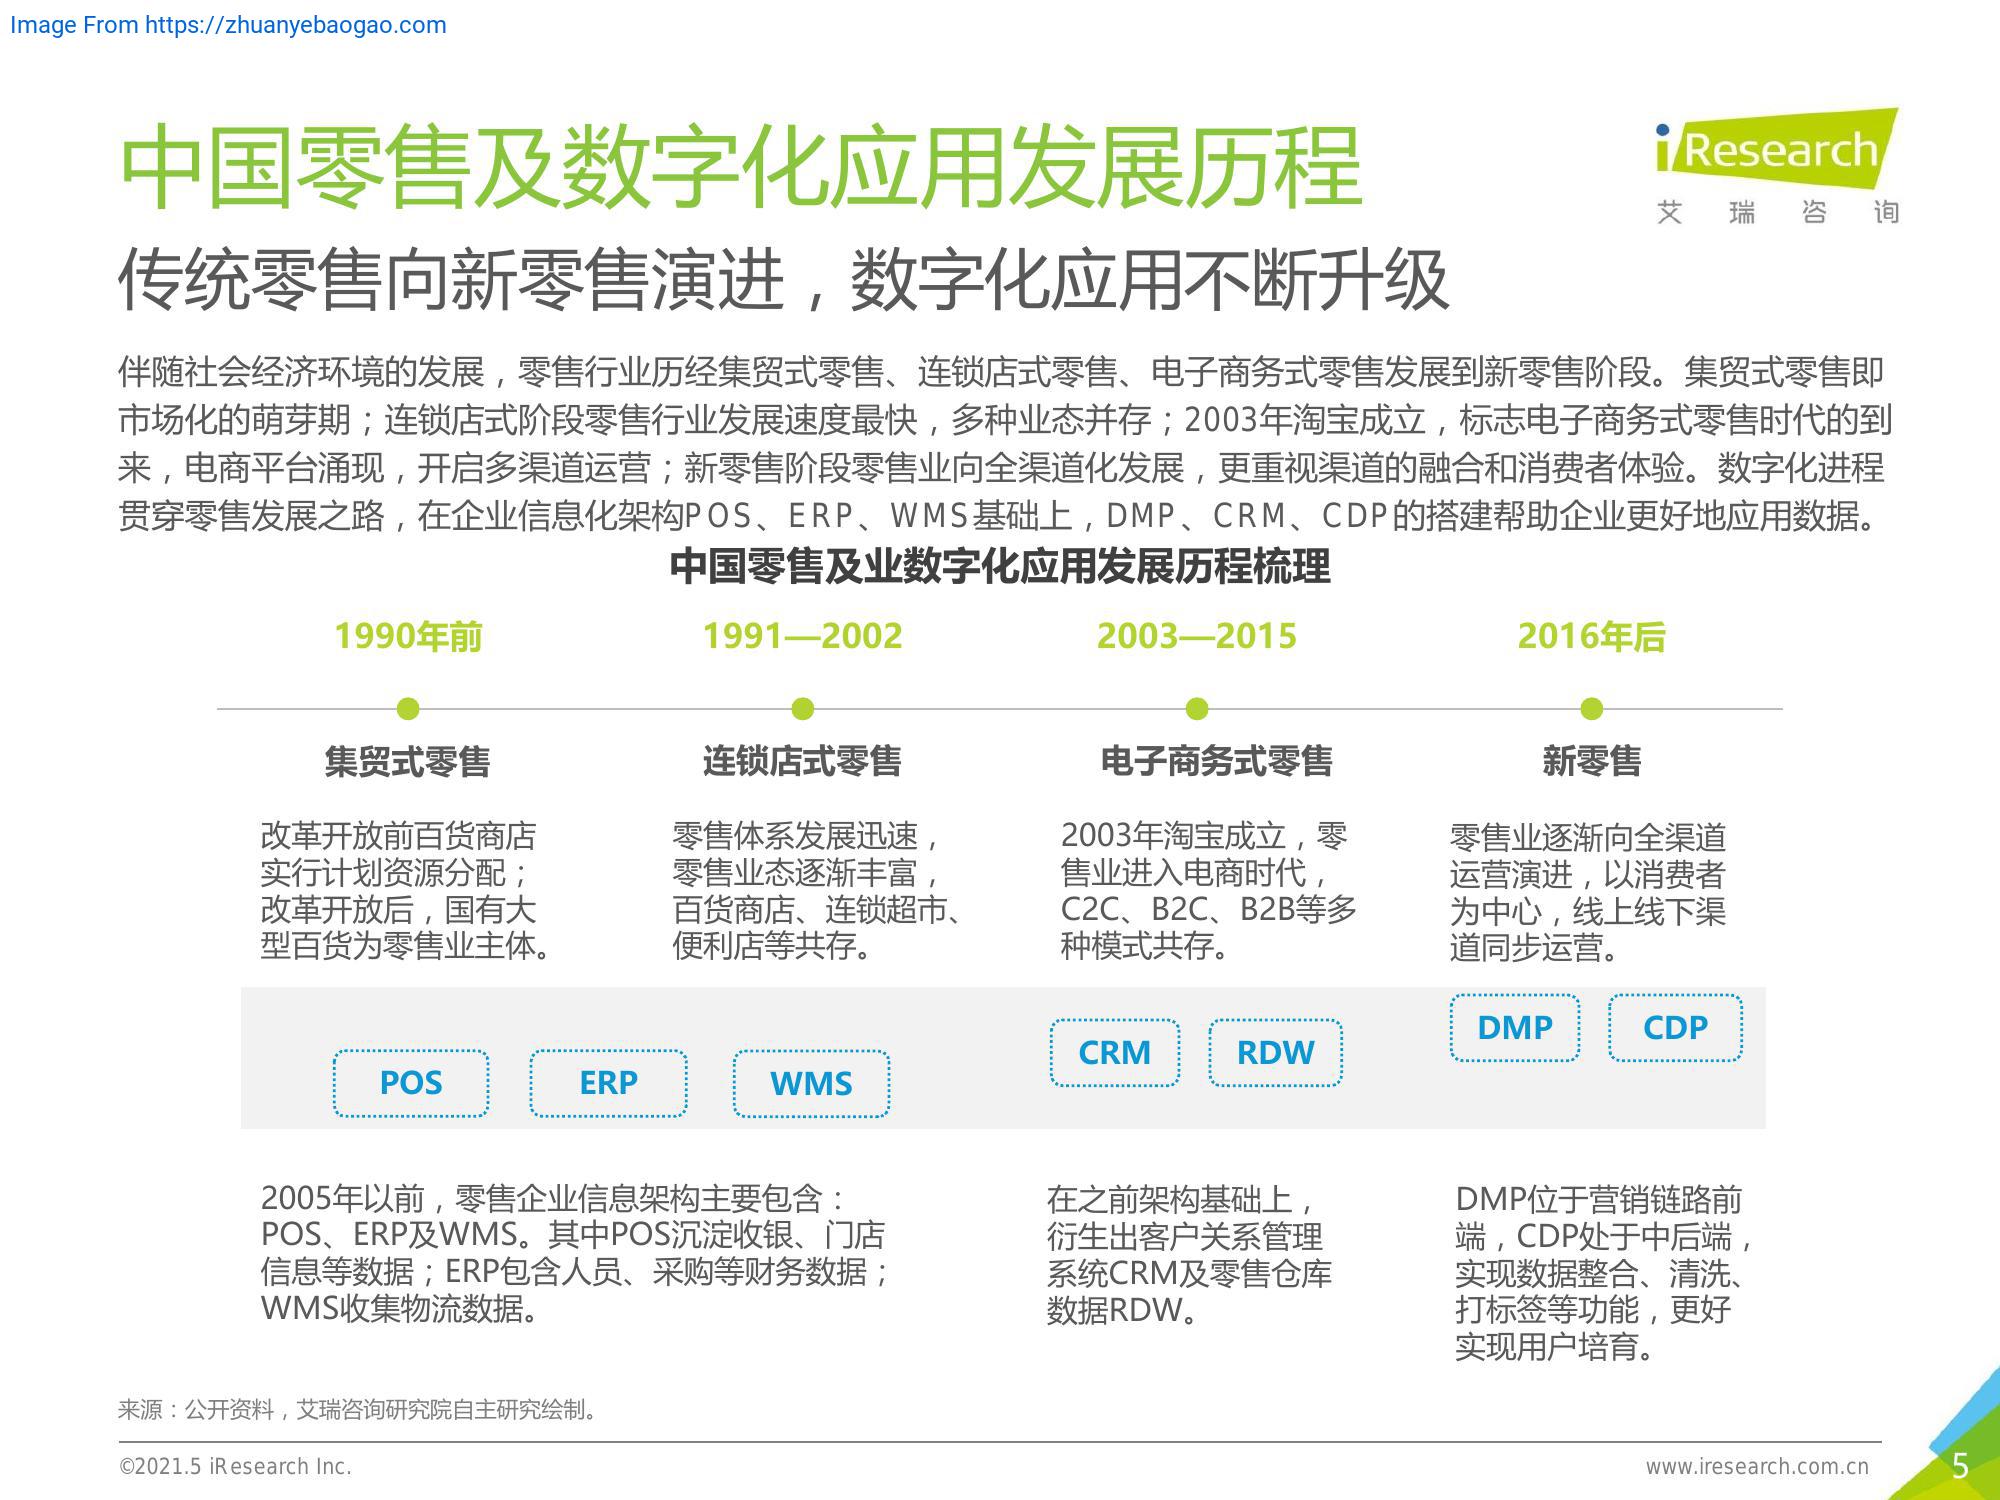 Image From https://zhuanyebaogao.com
中国零售及数字化应用发展历程
iResearch
艾瑞咨询
传统零售向新零售演进，数字化应用不断升级
伴随社会经济环境的发展，零售行业历经集贸式零售、连锁店式零售、电子商务式零售发展到新零售阶段。集贸式零售即
市场化的萌芽期；连锁店式阶段零售行业发展速度最快，多种业态并存；2003年淘宝成立，标志电子商务式零售时代的到
来，电商平台涌现，开启多渠道运营；新零售阶段零售业向全渠道化发展，更重视渠道的融合和消费者体验。数字化进程
贯穿零售发展之路，在企业信息化架构POS、ERP、WMS基础上，DMP、CRM、CDP的搭建帮助企业更好地应用数据。
中国零售及业数字化应用发展历程梳理
1990年前
1991—2002
2003—2015
2016年后
集贸式零售
连锁店式零售
电子商务式零售
新零售
改革开放前百货商店
实行计划资源分配；
改革开放后，国有大
型百货为零售业主体。
零售体系发展迅速，
零售业态逐渐丰富，
百货商店、连锁超市、
便利店等共存。
2003年淘宝成立，零
售业进入电商时代，
C2C、B2C、B2B等多
种模式共存。
零售业逐渐向全渠道
运营演进，以消费者
为中心，线上线下渠
道同步运营。
POS
ERP
WMS
CRM
RDW
DMP
CDP
2005年以前，零售企业信息架构主要包含：
POS、ERP及WMS。其中POS沉淀收银、门店
信息等数据；ERP包含人员、采购等财务数据；
WMS收集物流数据。
在之前架构基础上，
衍生出客户关系管理
系统CRM及零售仓库
数据RDW。
DMP位于营销链路前
端，CDP处于中后端，
实现数据整合、清洗、
打标签等功能，更好
实现用户培育。
来源：公开资料，艾瑞咨询研究院自主研究绘制。
©2021.5 iResearch Inc.
www.iresearch.com.cn
5